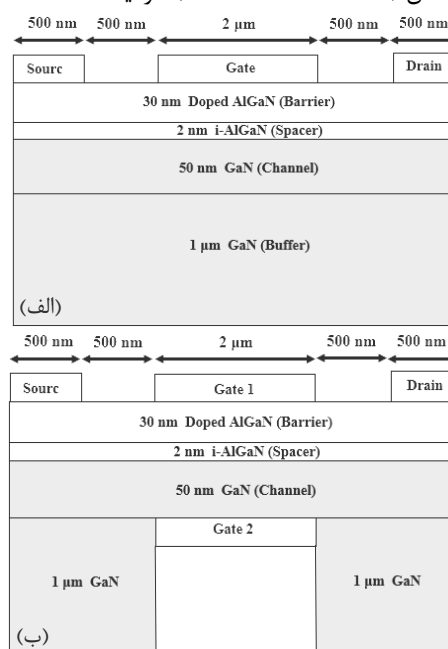 500 nm 500 nm 2 µm 500 nm 500 nm
Sourc Gate Drain
30 nm Doped AlGaN (Barrier)
2 nm i-AlGaN (Spacer)
50 nm GaN (Channel)
1 µm GaN (Buffer)
(الف)
500 nm 500 nm 2 µm 500 nm 500 nm
Sourc Gate 1 Drain
30 nm Doped AlGaN (Barrier)
2 nm i-AlGaN (Spacer)
50 nm GaN (Channel)
Gate 2
1 µm GaN 1 µm GaN
(ب)